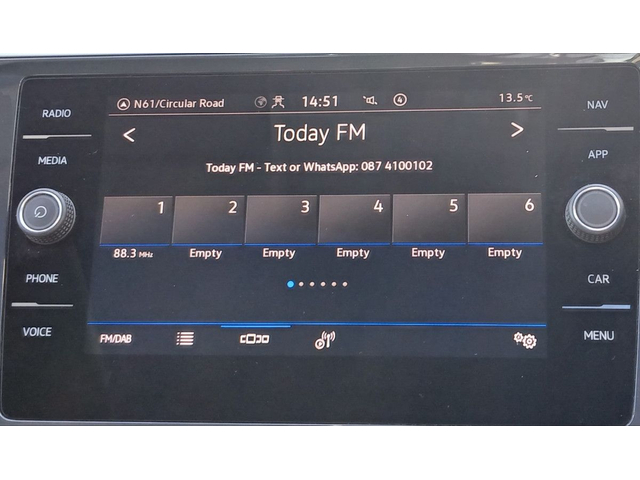 RADIO
MEDIA
PHONE
VOICE
N61/Circular Road 14:51 4 13.5°C
< Today FM >
Today FM - Text or WhatsApp: 087 4100102
1 2 3 4 5 6
88.3 MHz Empty Empty Empty Empty Empty
FM/DAB
NAV
APP
CAR
MENU